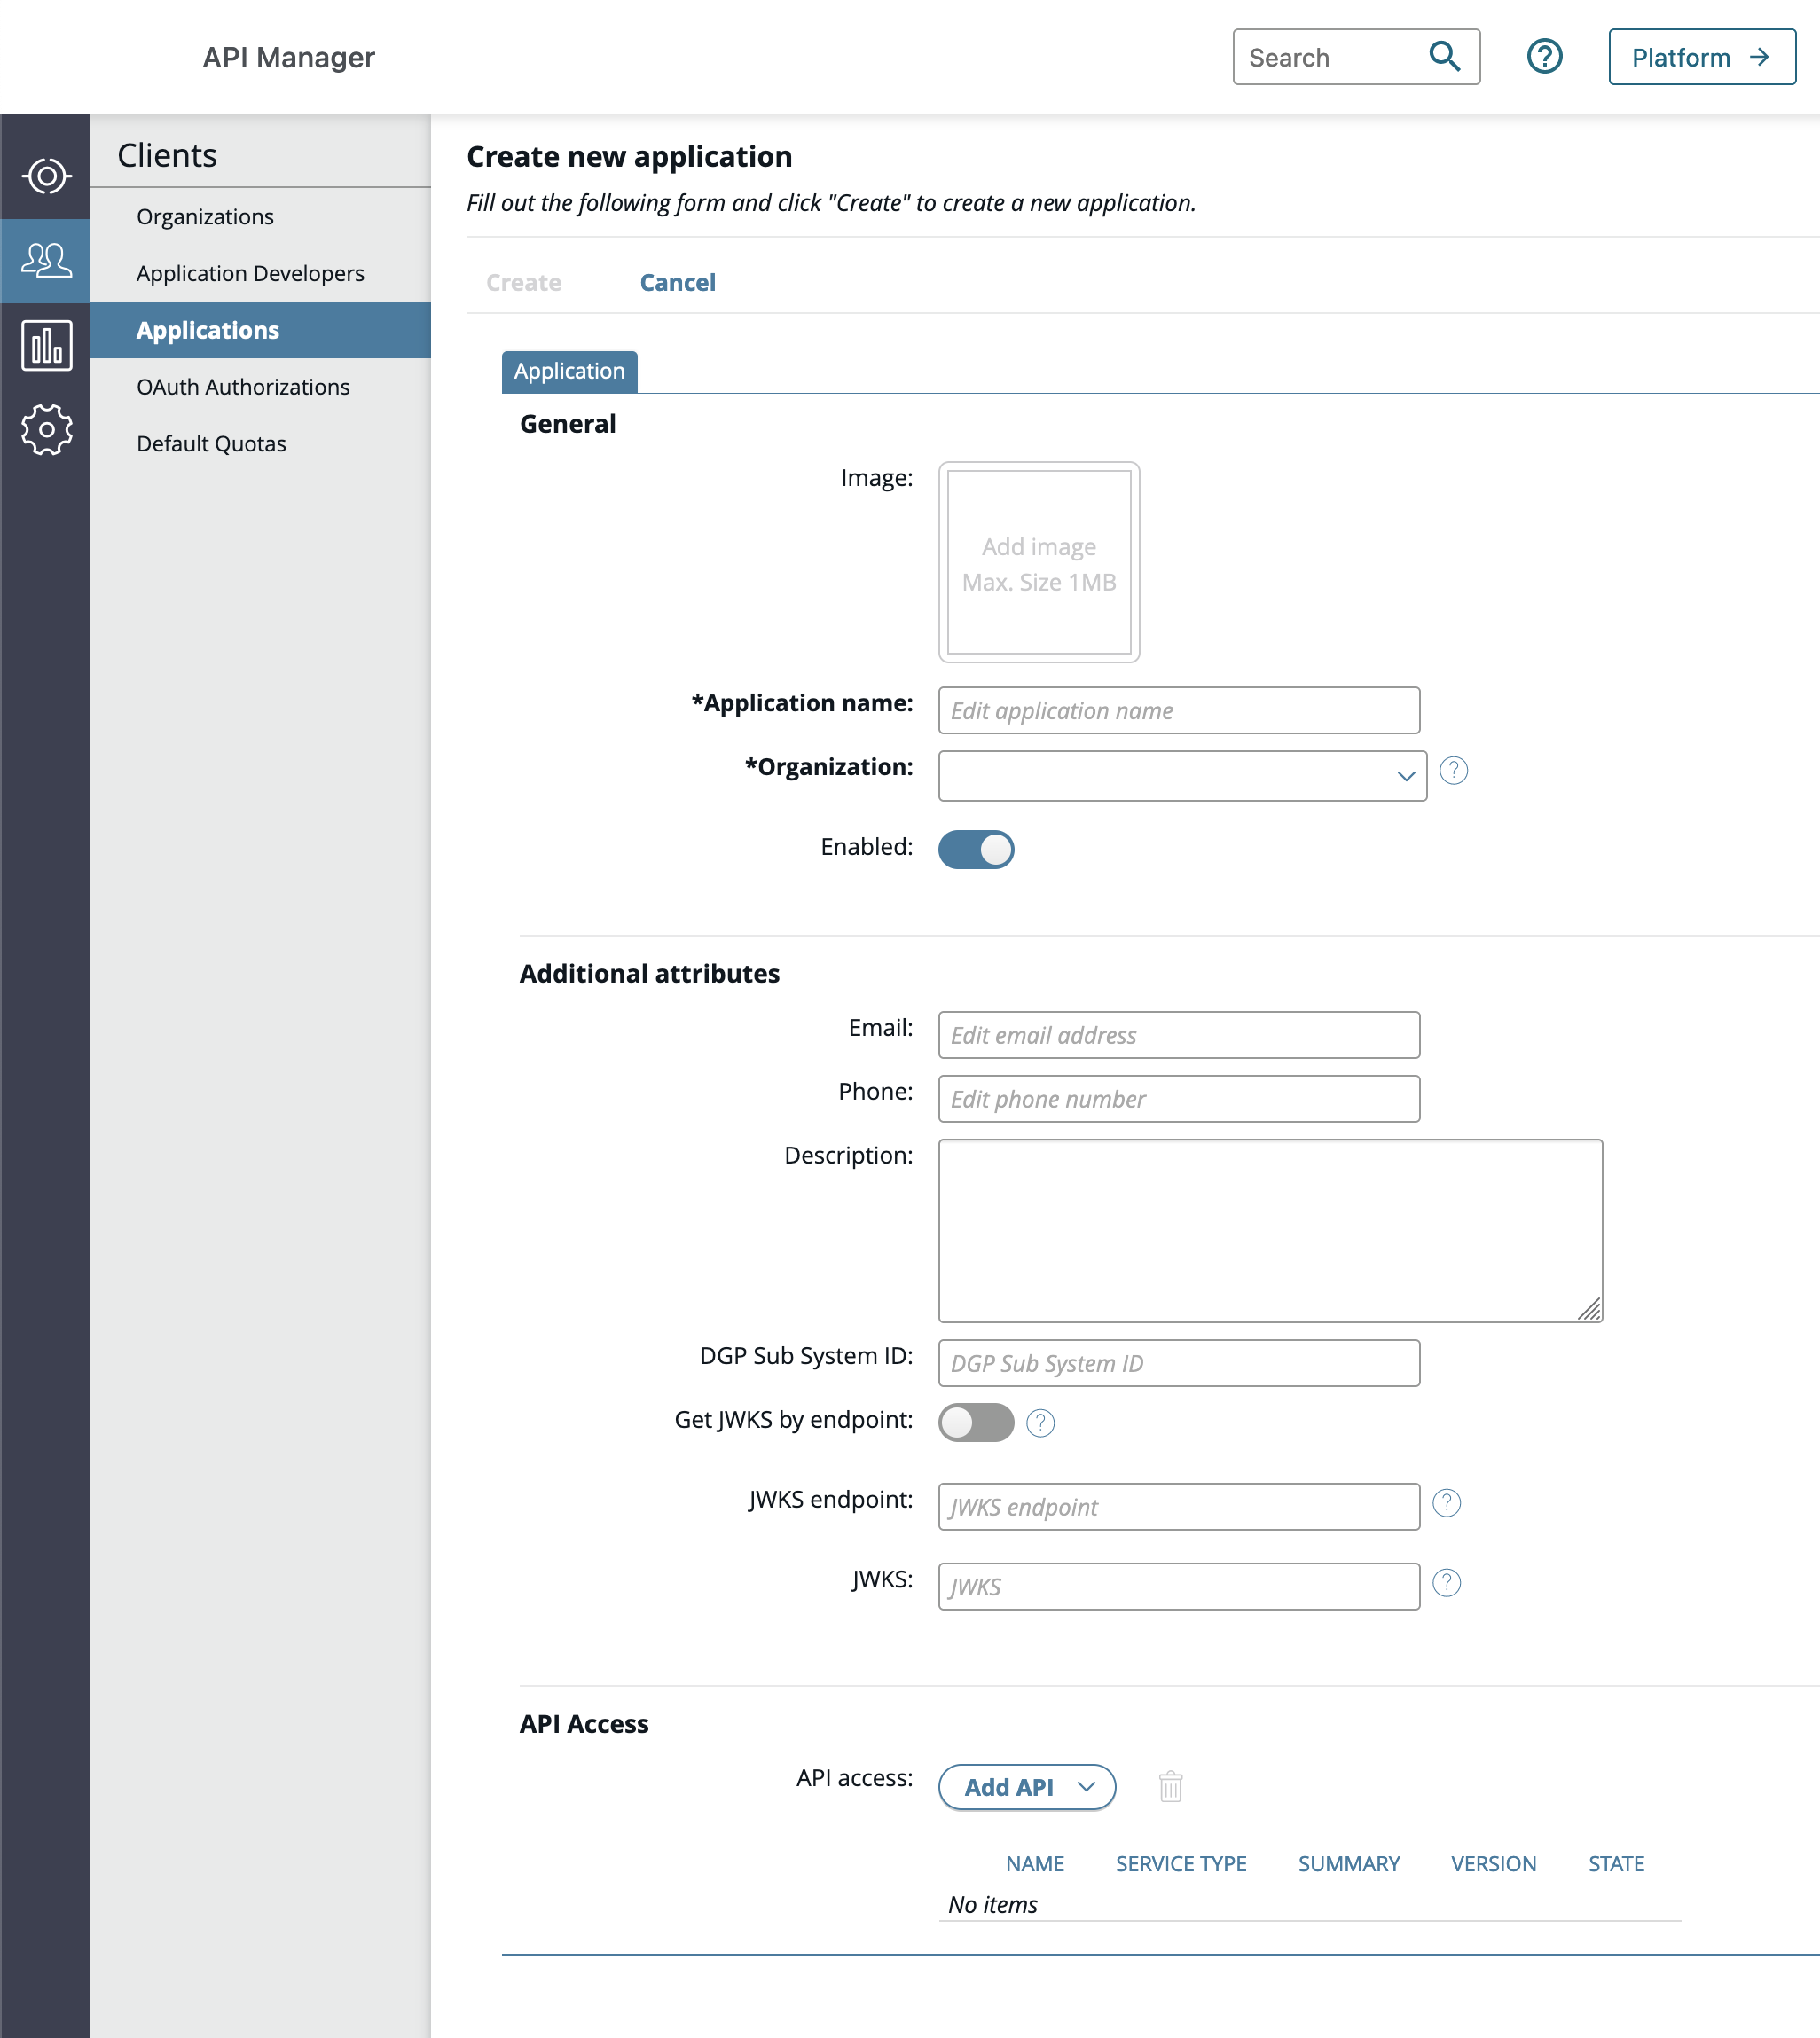 API Manager
Search
Platform
Clients
Organizations
Application Developers
Applications
OAuth Authorizations
Default Quotas
Create new application
Fill out the following form and click "Create" to create a new application.
Create Cancel
Application
General
Image:
Add image
Max. Size 1MB
*Application name: Edit application name
*Organization: ?
Enabled:
Additional attributes
Email: Edit email address
Phone: Edit phone number
Description:
DGP Sub System ID: DGP Sub System ID
Get JWKS by endpoint: ?
JWKS endpoint: JWKS endpoint ?
JWKS: JWKS ?
API Access
API access: Add API
NAME SERVICE TYPE SUMMARY VERSION STATE
No items